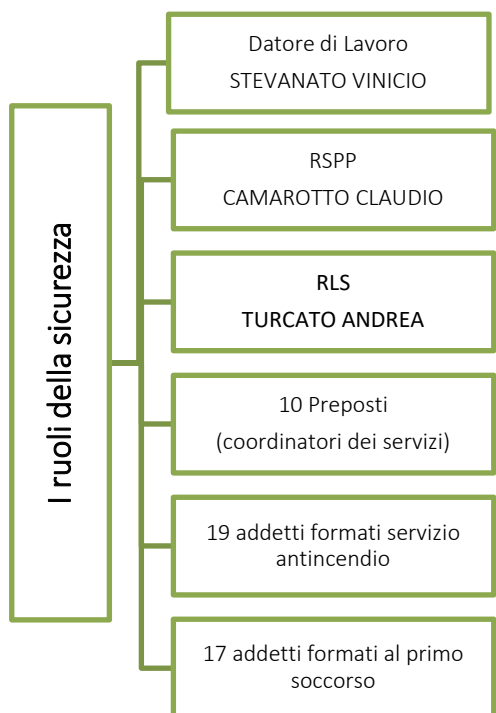 I ruoli della sicurezza
Datore di Lavoro
STEVANATO VINICIO
RSPP
CAMAROTTO CLAUDIO
RLS
TURCATO ANDREA
10 Preposti
(coordinatori dei servizi)
19 addetti formati servizio
antincendio
17 addetti formati al primo
soccorso